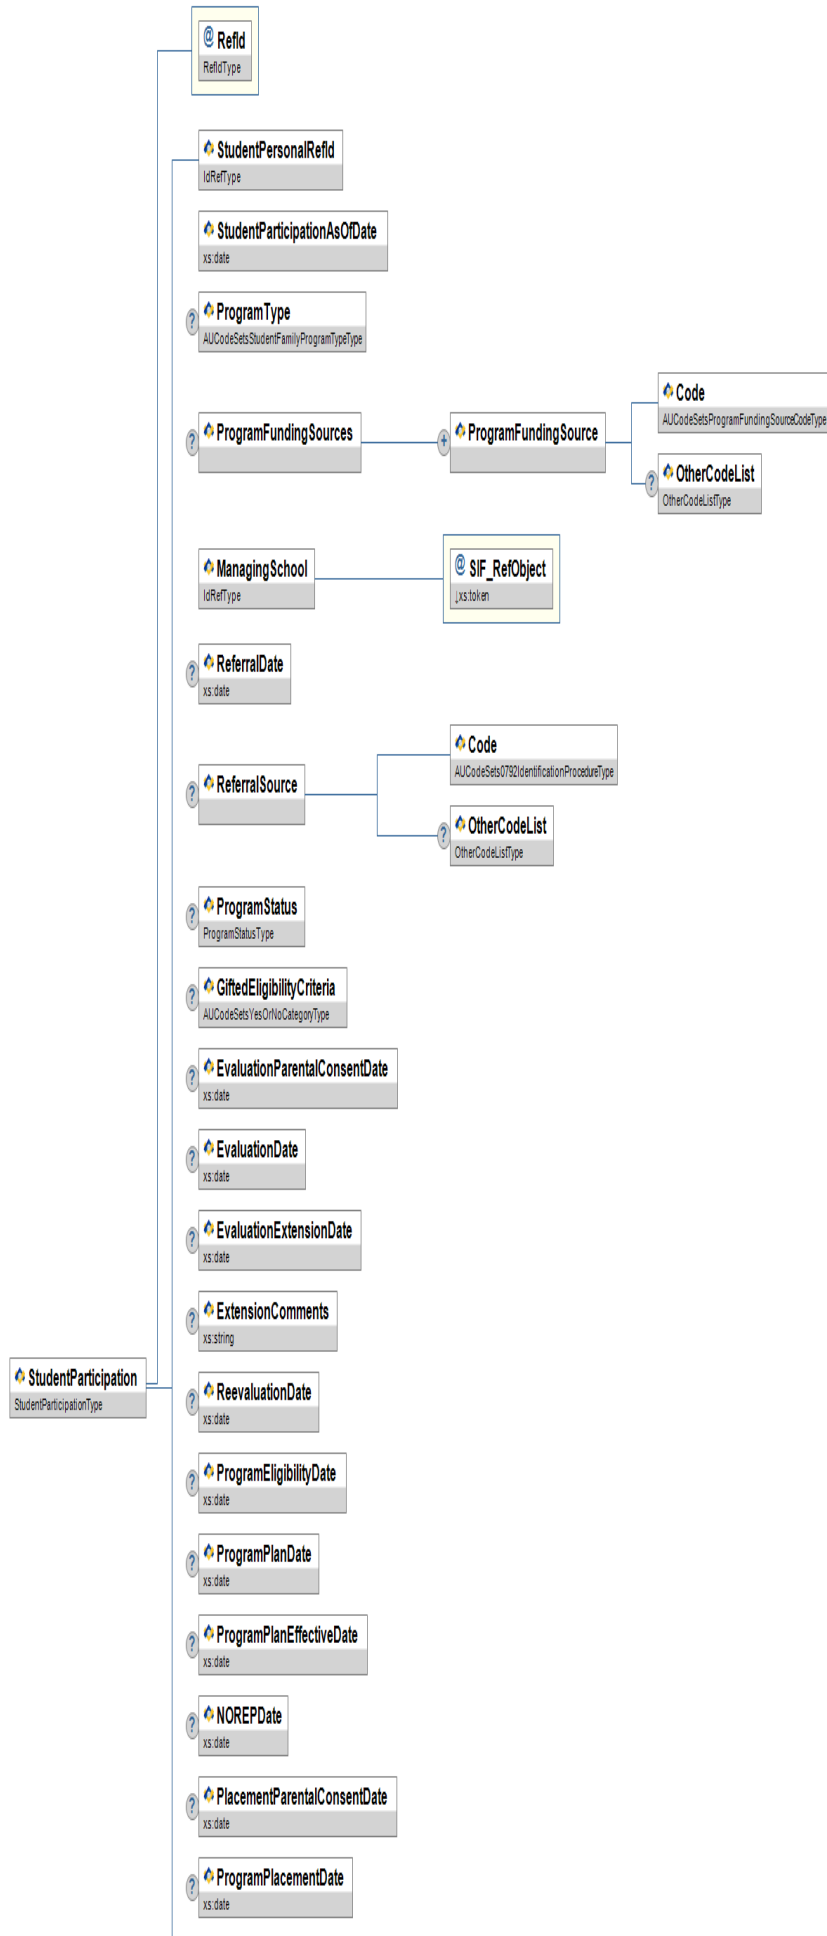 @ RefId
RefIdType
StudentPersonalRefId
IdRefType
StudentParticipationAsOfDate
xs:date
? ProgramType
AUCodeSetsStudentFamilyProgramTypeType
Code
AUCodeSetsProgramFundingSourceCodeType
? ProgramFundingSources
+ ProgramFundingSource
? OtherCodeList
OtherCodeListType
ManagingSchool
IdRefType
@ SIF_RefObject
↓xs:token
? ReferralDate
xs:date
Code
AUCodeSets0792IdentificationProcedureType
? ReferralSource
? OtherCodeList
OtherCodeListType
? ProgramStatus
ProgramStatusType
? GiftedEligibilityCriteria
AUCodeSetsYesOrNoCategoryType
? EvaluationParentalConsentDate
xs:date
? EvaluationDate
xs:date
? EvaluationExtensionDate
xs:date
? ExtensionComments
xs:string
StudentParticipation
StudentParticipationType
? ReevaluationDate
xs:date
? ProgramEligibilityDate
xs:date
? ProgramPlanDate
xs:date
? ProgramPlanEffectiveDate
xs:date
? NOREPDate
xs:date
? PlacementParentalConsentDate
xs:date
? ProgramPlacementDate
xs:date